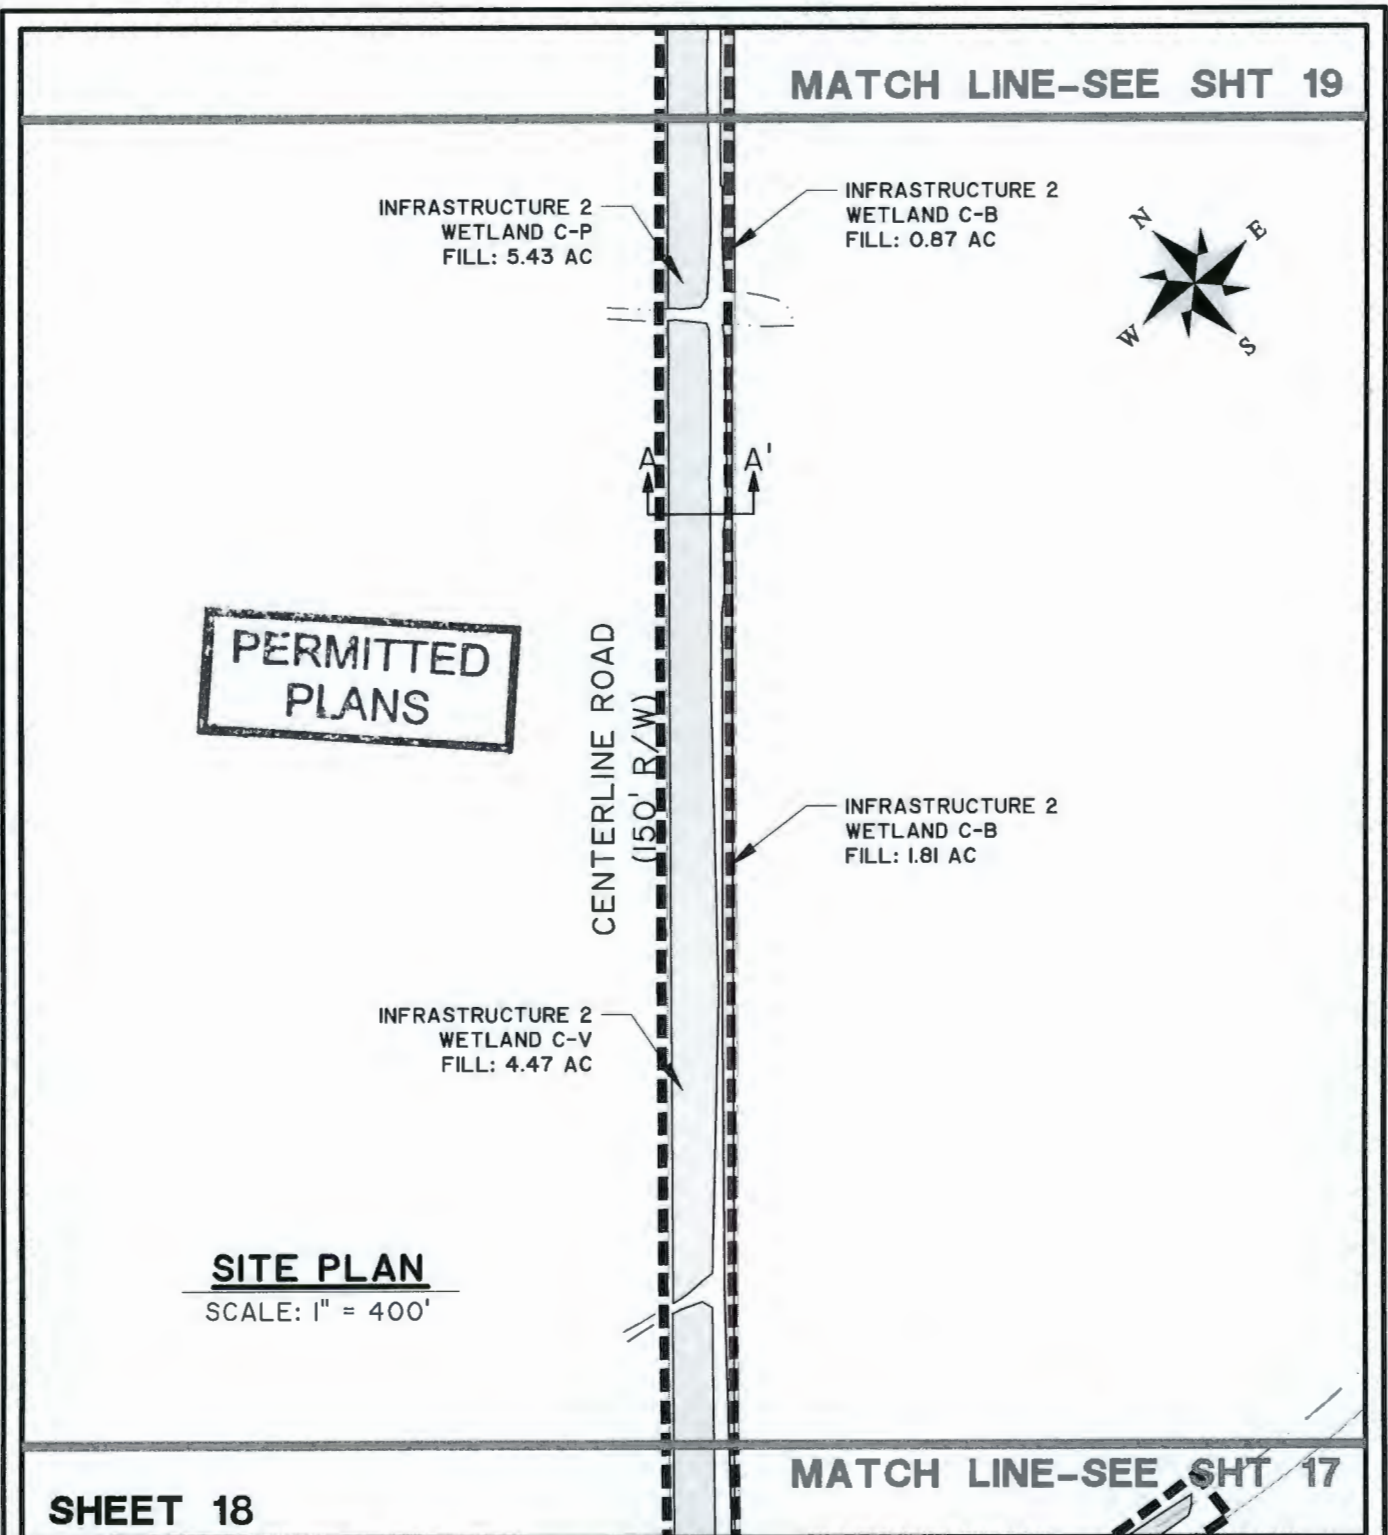 MATCH LINE-SEE SHT 19
INFRASTRUCTURE 2
WETLAND C-P
FILL: 5.43 AC
INFRASTRUCTURE 2
WETLAND C-B
FILL: 0.87 AC
N
E
W
S
A
A'
PERMITTED
PLANS
CENTERLINE ROAD
(150' R/W)
INFRASTRUCTURE 2
WETLAND C-B
FILL: 1.81 AC
INFRASTRUCTURE 2
WETLAND C-V
FILL: 4.47 AC
SITE PLAN
SCALE: 1" = 400'
MATCH LINE-SEE SHT 17
SHEET 18